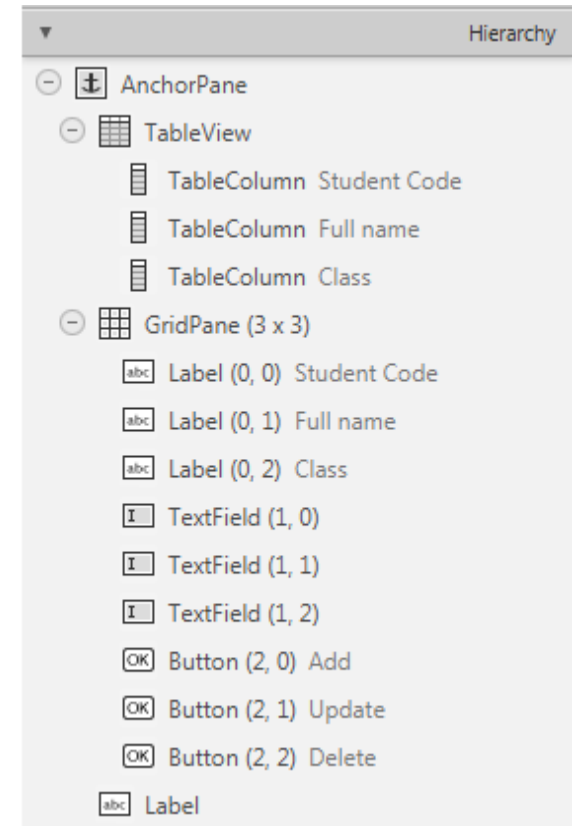 Hierarchy
AnchorPane
TableView
TableColumn Student Code
TableColumn Full name
TableColumn Class
GridPane (3 x 3)
abc Label (0, 0) Student Code
abc Label (0, 1) Full name
abc Label (0, 2) Class
I TextField (1, 0)
I TextField (1, 1)
I TextField (1, 2)
OK Button (2, 0) Add
OK Button (2, 1) Update
OK Button (2, 2) Delete
abc Label